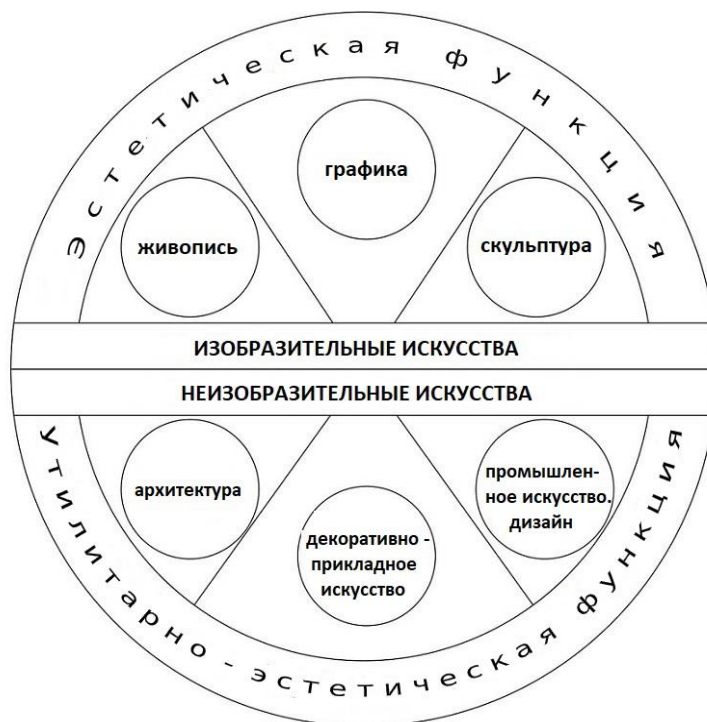 Эстетическая функция
графика
живопись
скульптура
ИЗОБРАЗИТЕЛЬНЫЕ ИСКУССТВА
НЕИЗОБРАЗИТЕЛЬНЫЕ ИСКУССТВА
архитектура
декоративно -
прикладное
искусство
промышлен-
ное искусство.
дизайн
Утилитарно-эстетическая функция